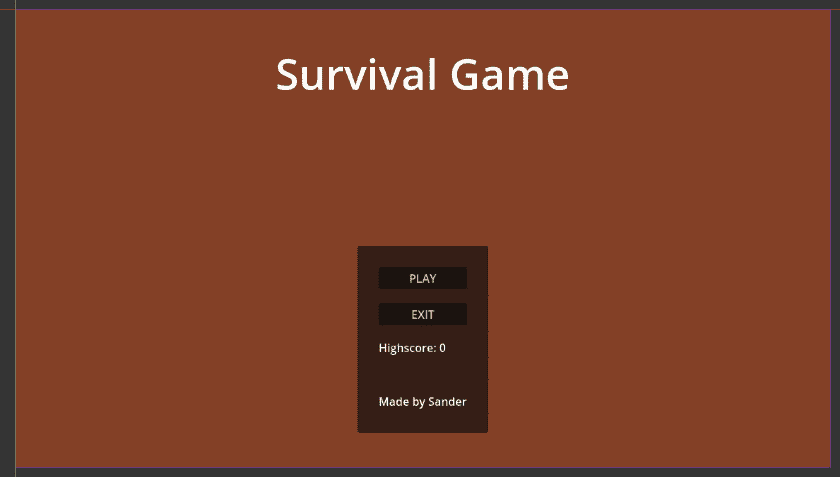 Survival Game
PLAY
EXIT
Highscore: 0
Made by Sander